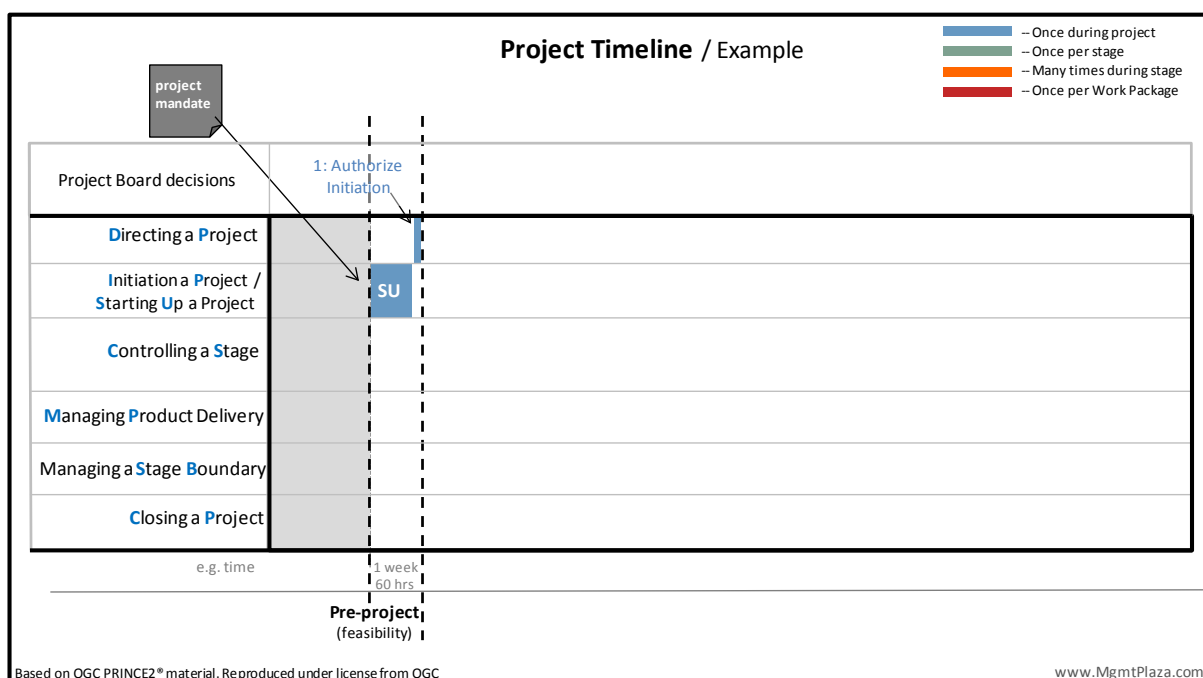 Project Timeline / Example
-- Once during project
-- Once per stage
-- Many times during stage
-- Once per Work Package
project
mandate
Project Board decisions
1: Authorize
Initiation
Directing a Project
Initiation a Project /
Starting Up a Project
SU
Controlling a Stage
Managing Product Delivery
Managing a Stage Boundary
Closing a Project
e.g. time
1 week
60 hrs
Pre-project
(feasibility)
Based on OGC PRINCE2® material. Reproduced under license from OGC
www.MgmtPlaza.com